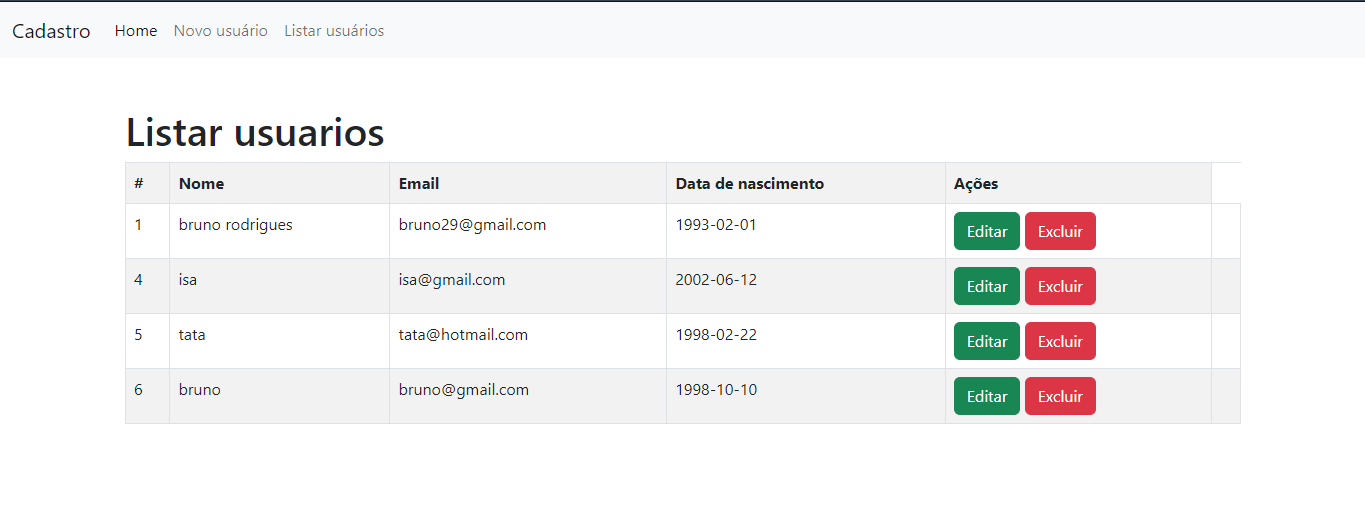 Cadastro Home Novo usuário Listar usuários
Listar usuarios
# Nome Email Data de nascimento Ações
1 bruno rodrigues bruno29@gmail.com 1993-02-01 Editar Excluir
4 isa isa@gmail.com 2002-06-12 Editar Excluir
5 tata tata@hotmail.com 1998-02-22 Editar Excluir
6 bruno bruno@gmail.com 1998-10-10 Editar Excluir